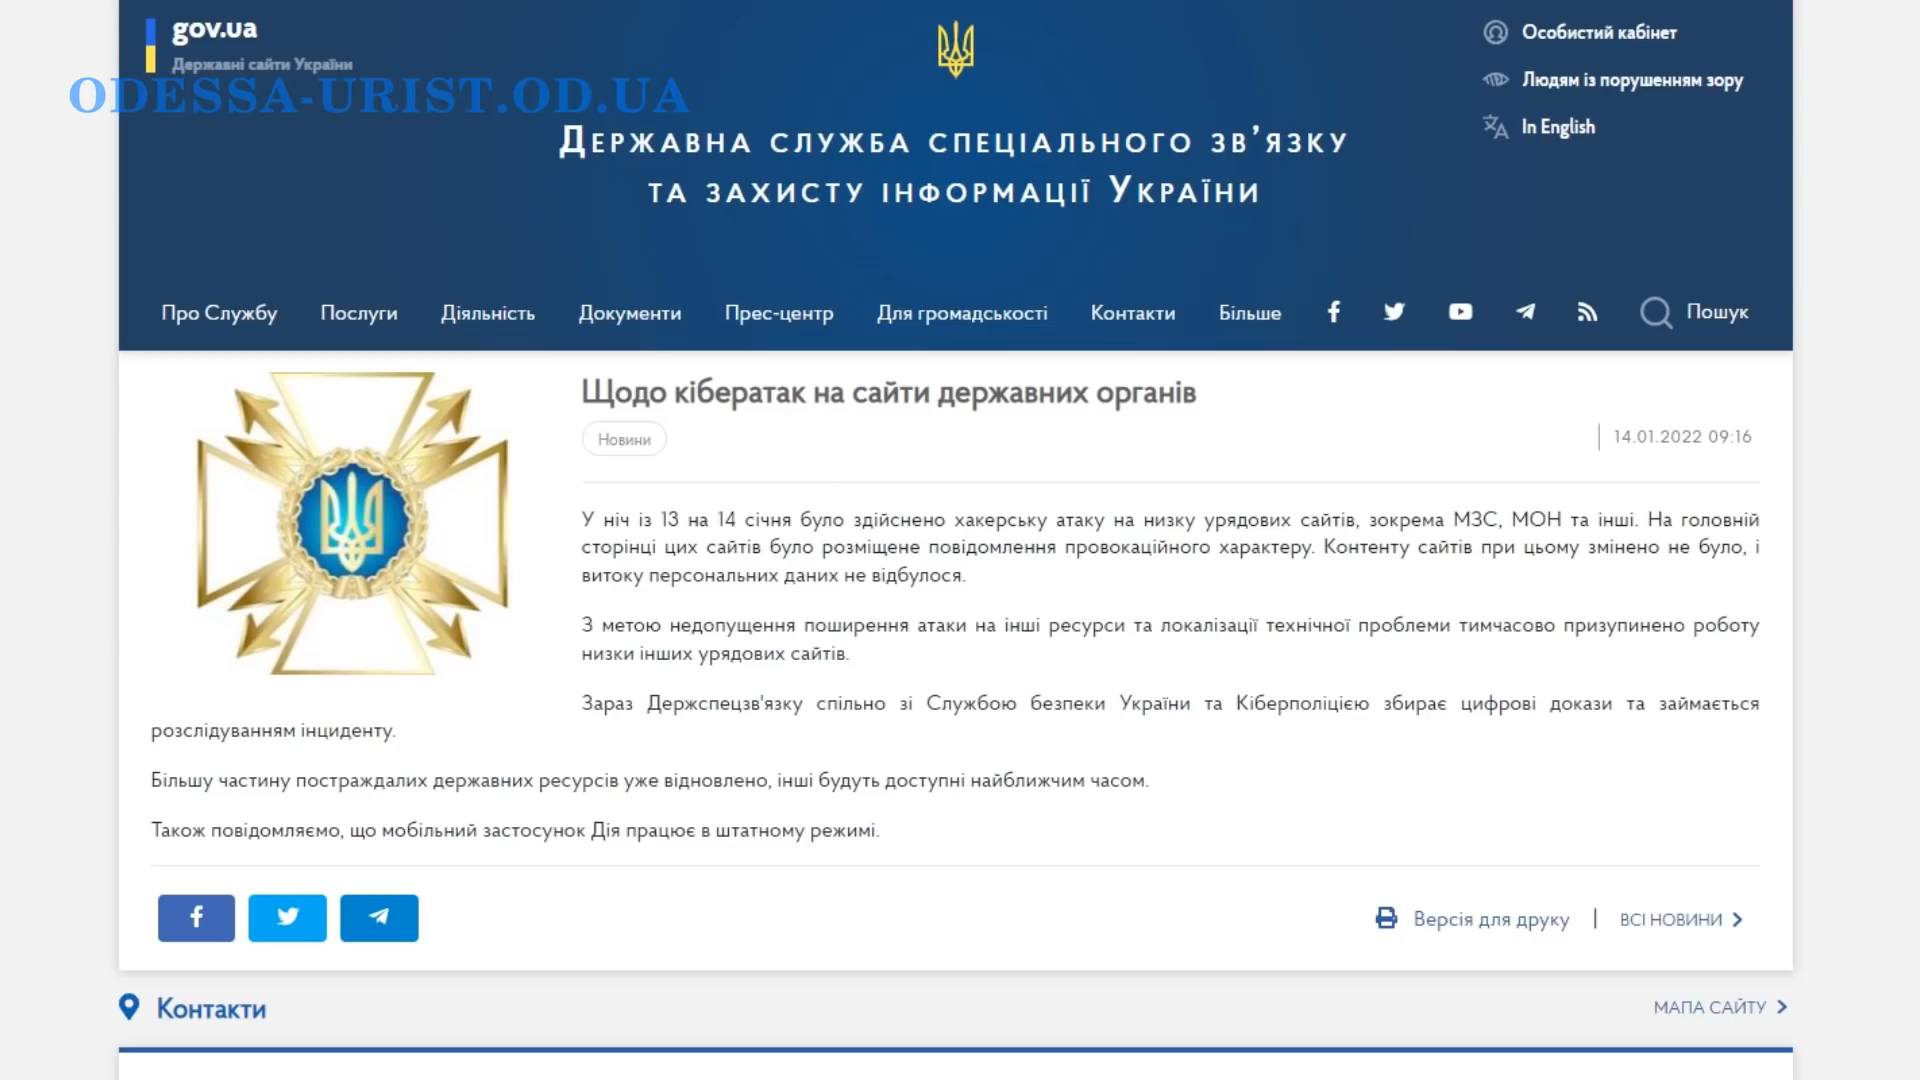 gov.ua
Державні сайти України
ODESSA-URIST.OD.UA
Особистий кабінет
Людям із порушенням зору
In English
Державна служба спеціального зв’язку
та захисту інформації України
Про Службу Послуги Діяльність Документи Прес-центр Для громадськості Контакти Більше Пошук
Щодо кібератак на сайти державних органів
Новини
14.01.2022 09:16
У ніч із 13 на 14 січня було здійснено хакерську атаку на низку урядових сайтів, зокрема МЗС, МОН та інші. На головній
сторінці цих сайтів було розміщене повідомлення провокаційного характеру. Контенту сайтів при цьому змінено не було, і
витоку персональних даних не відбулося.
З метою недопущення поширення атаки на інші ресурси та локалізації технічної проблеми тимчасово призупинено роботу
низки інших урядових сайтів.
Зараз Держспецзв'язку спільно зі Службою безпеки України та Кіберполіцією збирає цифрові докази та займається
розслідуванням інциденту.
Більшу частину постраждалих державних ресурсів уже відновлено, інші будуть доступні найближчим часом.
Також повідомляємо, що мобільний застосунок Дія працює в штатному режимі.
Версія для друку | ВСІ НОВИНИ
Контакти
МАПА САЙТУ